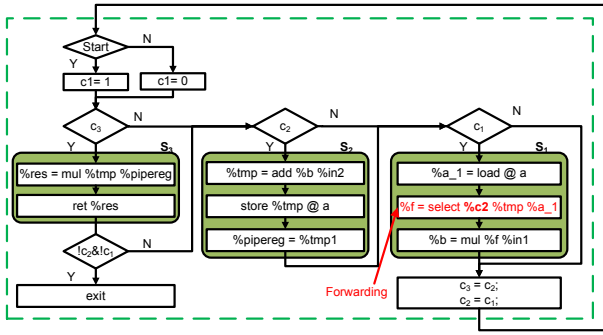 Start
N
Y
c1= 1
c1= 0
c3
N
Y
S3
%res = mul %tmp %pipereg
ret %res
!c2&!c1
N
Y
exit
c2
N
Y
S2
%tmp = add %b %in2
store %tmp @ a
%pipereg = %tmp1
Forwarding
c1
N
Y
S1
%a_1 = load @ a
%f = select %c2 %tmp %a_1
%b = mul %f %in1
c3 = c2;
c2 = c1;